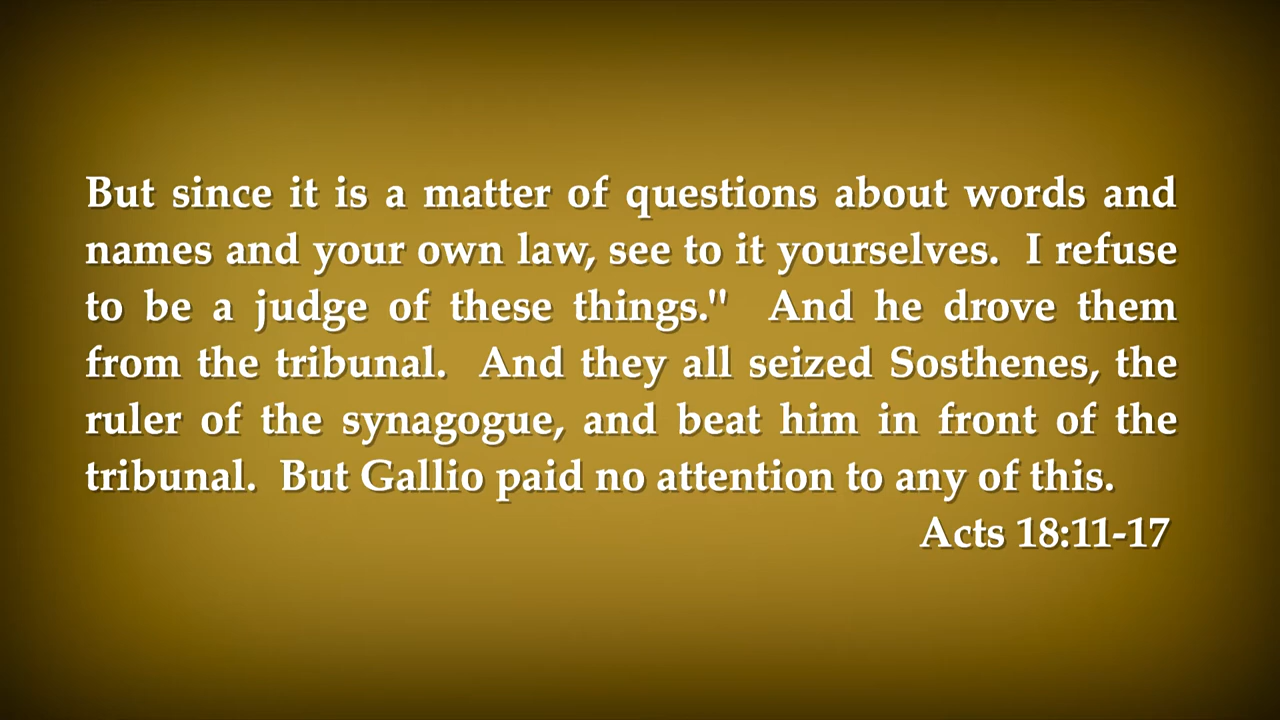 But since it is a matter of questions about words and
names and your own law, see to it yourselves.  I refuse
to be a judge of these things."  And he drove them
from the tribunal.  And they all seized Sosthenes, the
ruler of the synagogue, and beat him in front of the
tribunal.  But Gallio paid no attention to any of this.
Acts 18:11-17